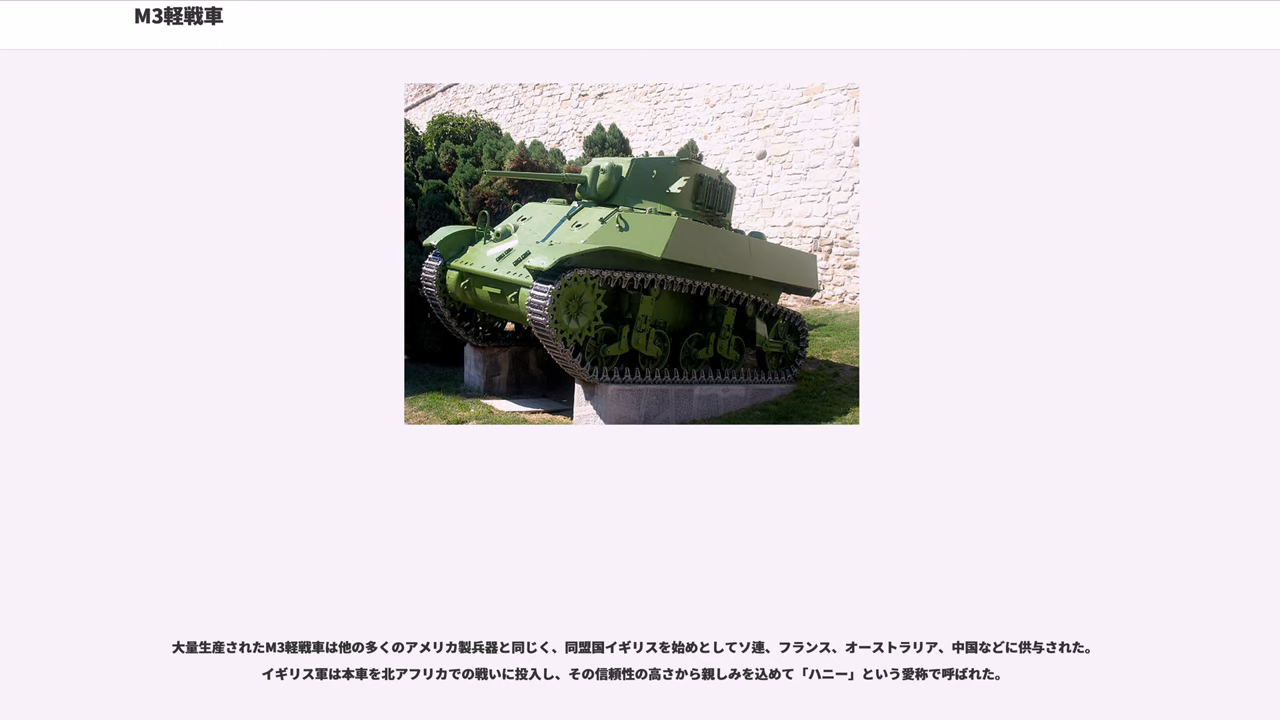 M3軽戦車
大量生産されたM3軽戦車は他の多くのアメリカ製兵器と同じく、同盟国イギリスを始めとしてソ連、フランス、オーストラリア、中国などに供与された。
イギリス軍は本車を北アフリカでの戦いに投入し、その信頼性の高さから親しみを込めて「ハニー」という愛称で呼ばれた。